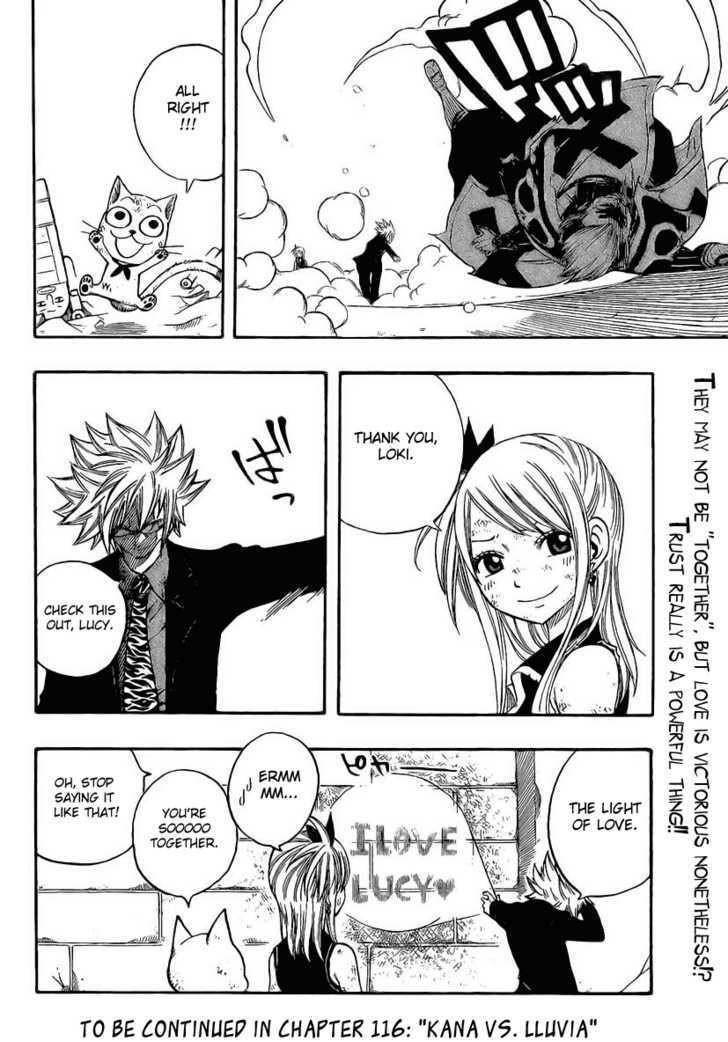 ALL
RIGHT
!!!
THANK YOU,
LOKI.
ばっ
CHECK THIS
OUT, LUCY.
THE LIGHT
OF LOVE.
I LOVE
LUCY♥
ERMM
MM...
YOU'RE
SOOOOO
TOGETHER.
OH, STOP
SAYING IT
LIKE THAT!
THEY MAY NOT BE "TOGETHER", BUT LOVE IS VICTORIOUS NONETHELESS!?
TRUST REALLY IS A POWERFUL THING!!
TO BE CONTINUED IN CHAPTER 116: "KANA VS. LLUVIA"